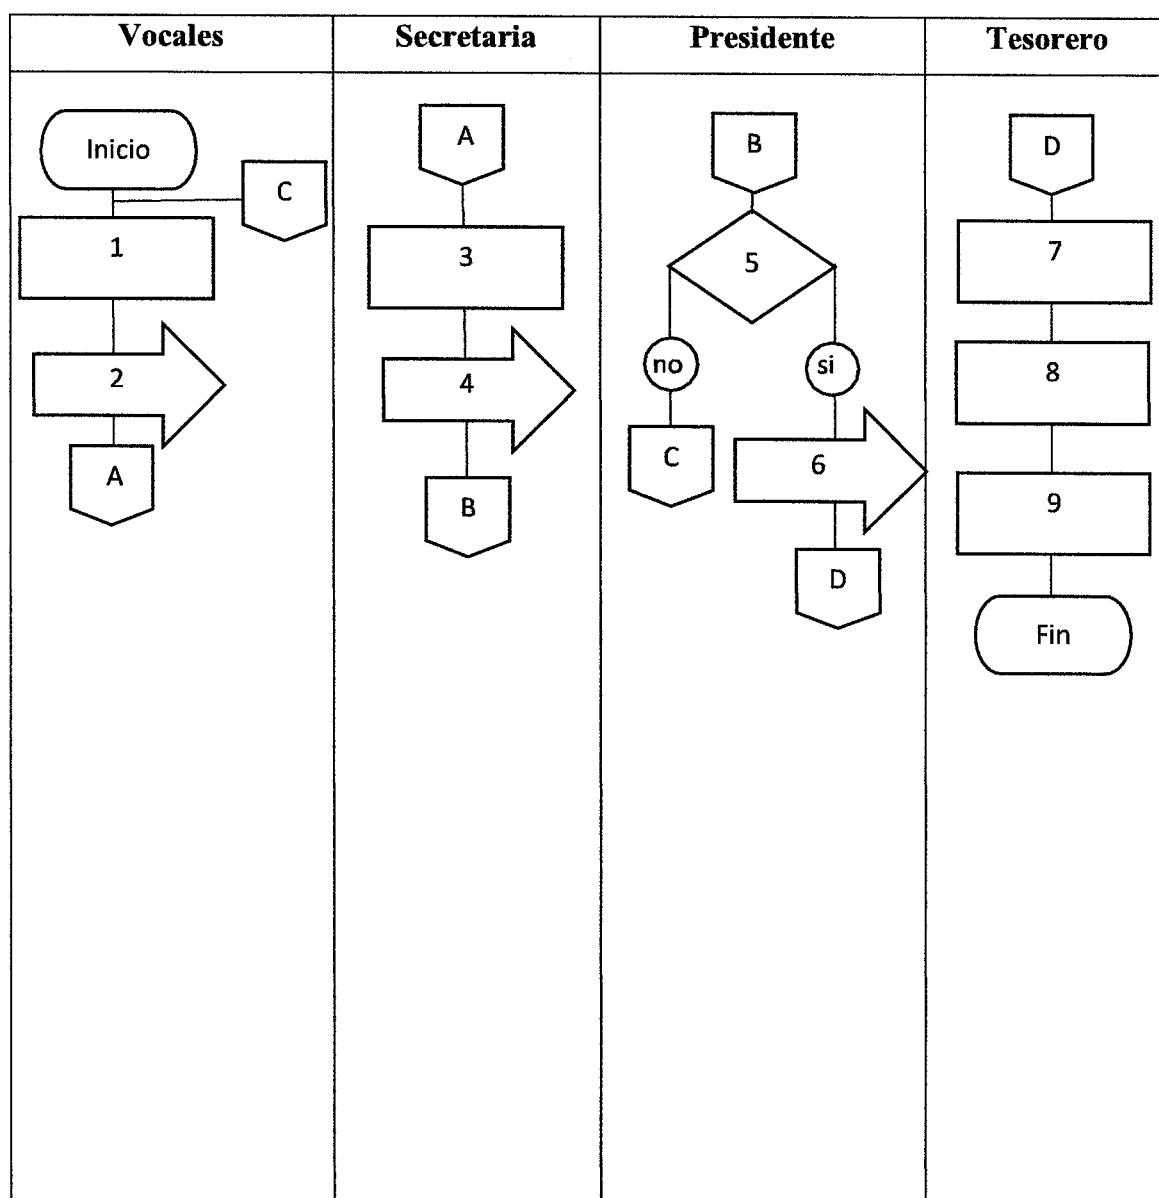 Vocales
Secretaria
Presidente
Tesorero
Inicio
C
1
2
A
A
3
4
B
B
5
no
si
C
6
D
D
7
8
9
Fin